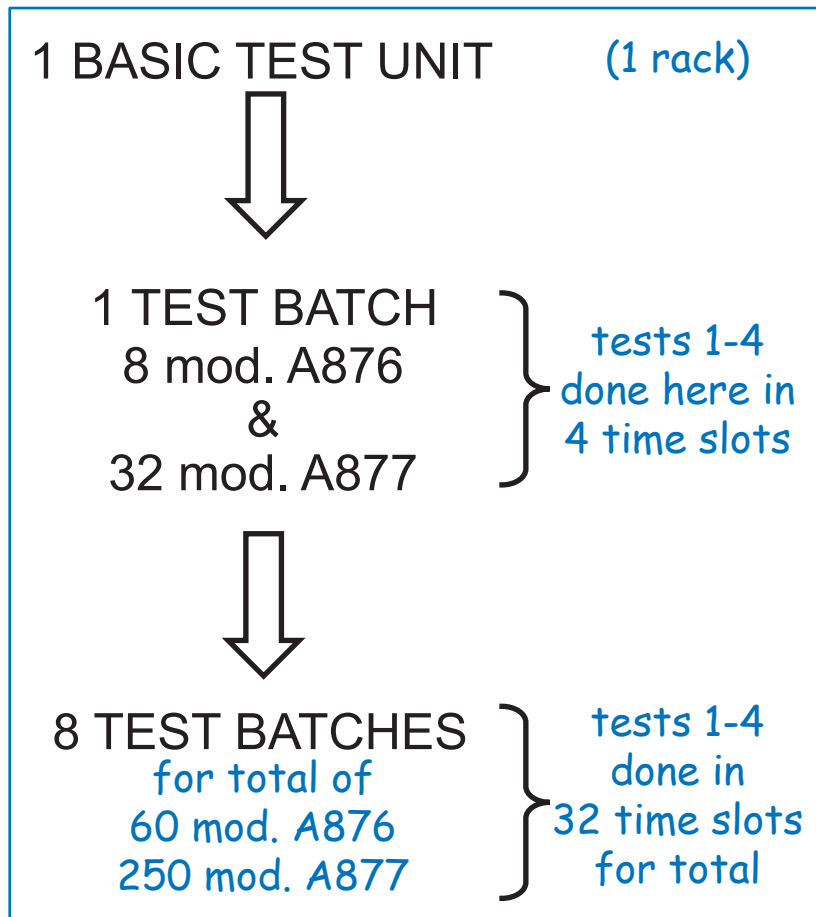 1 BASIC TEST UNIT (1 rack)
1 TEST BATCH
8 mod. A876
&
32 mod. A877
tests 1-4
done here in
4 time slots
8 TEST BATCHES
for total of
60 mod. A876
250 mod. A877
tests 1-4
done in
32 time slots
for total